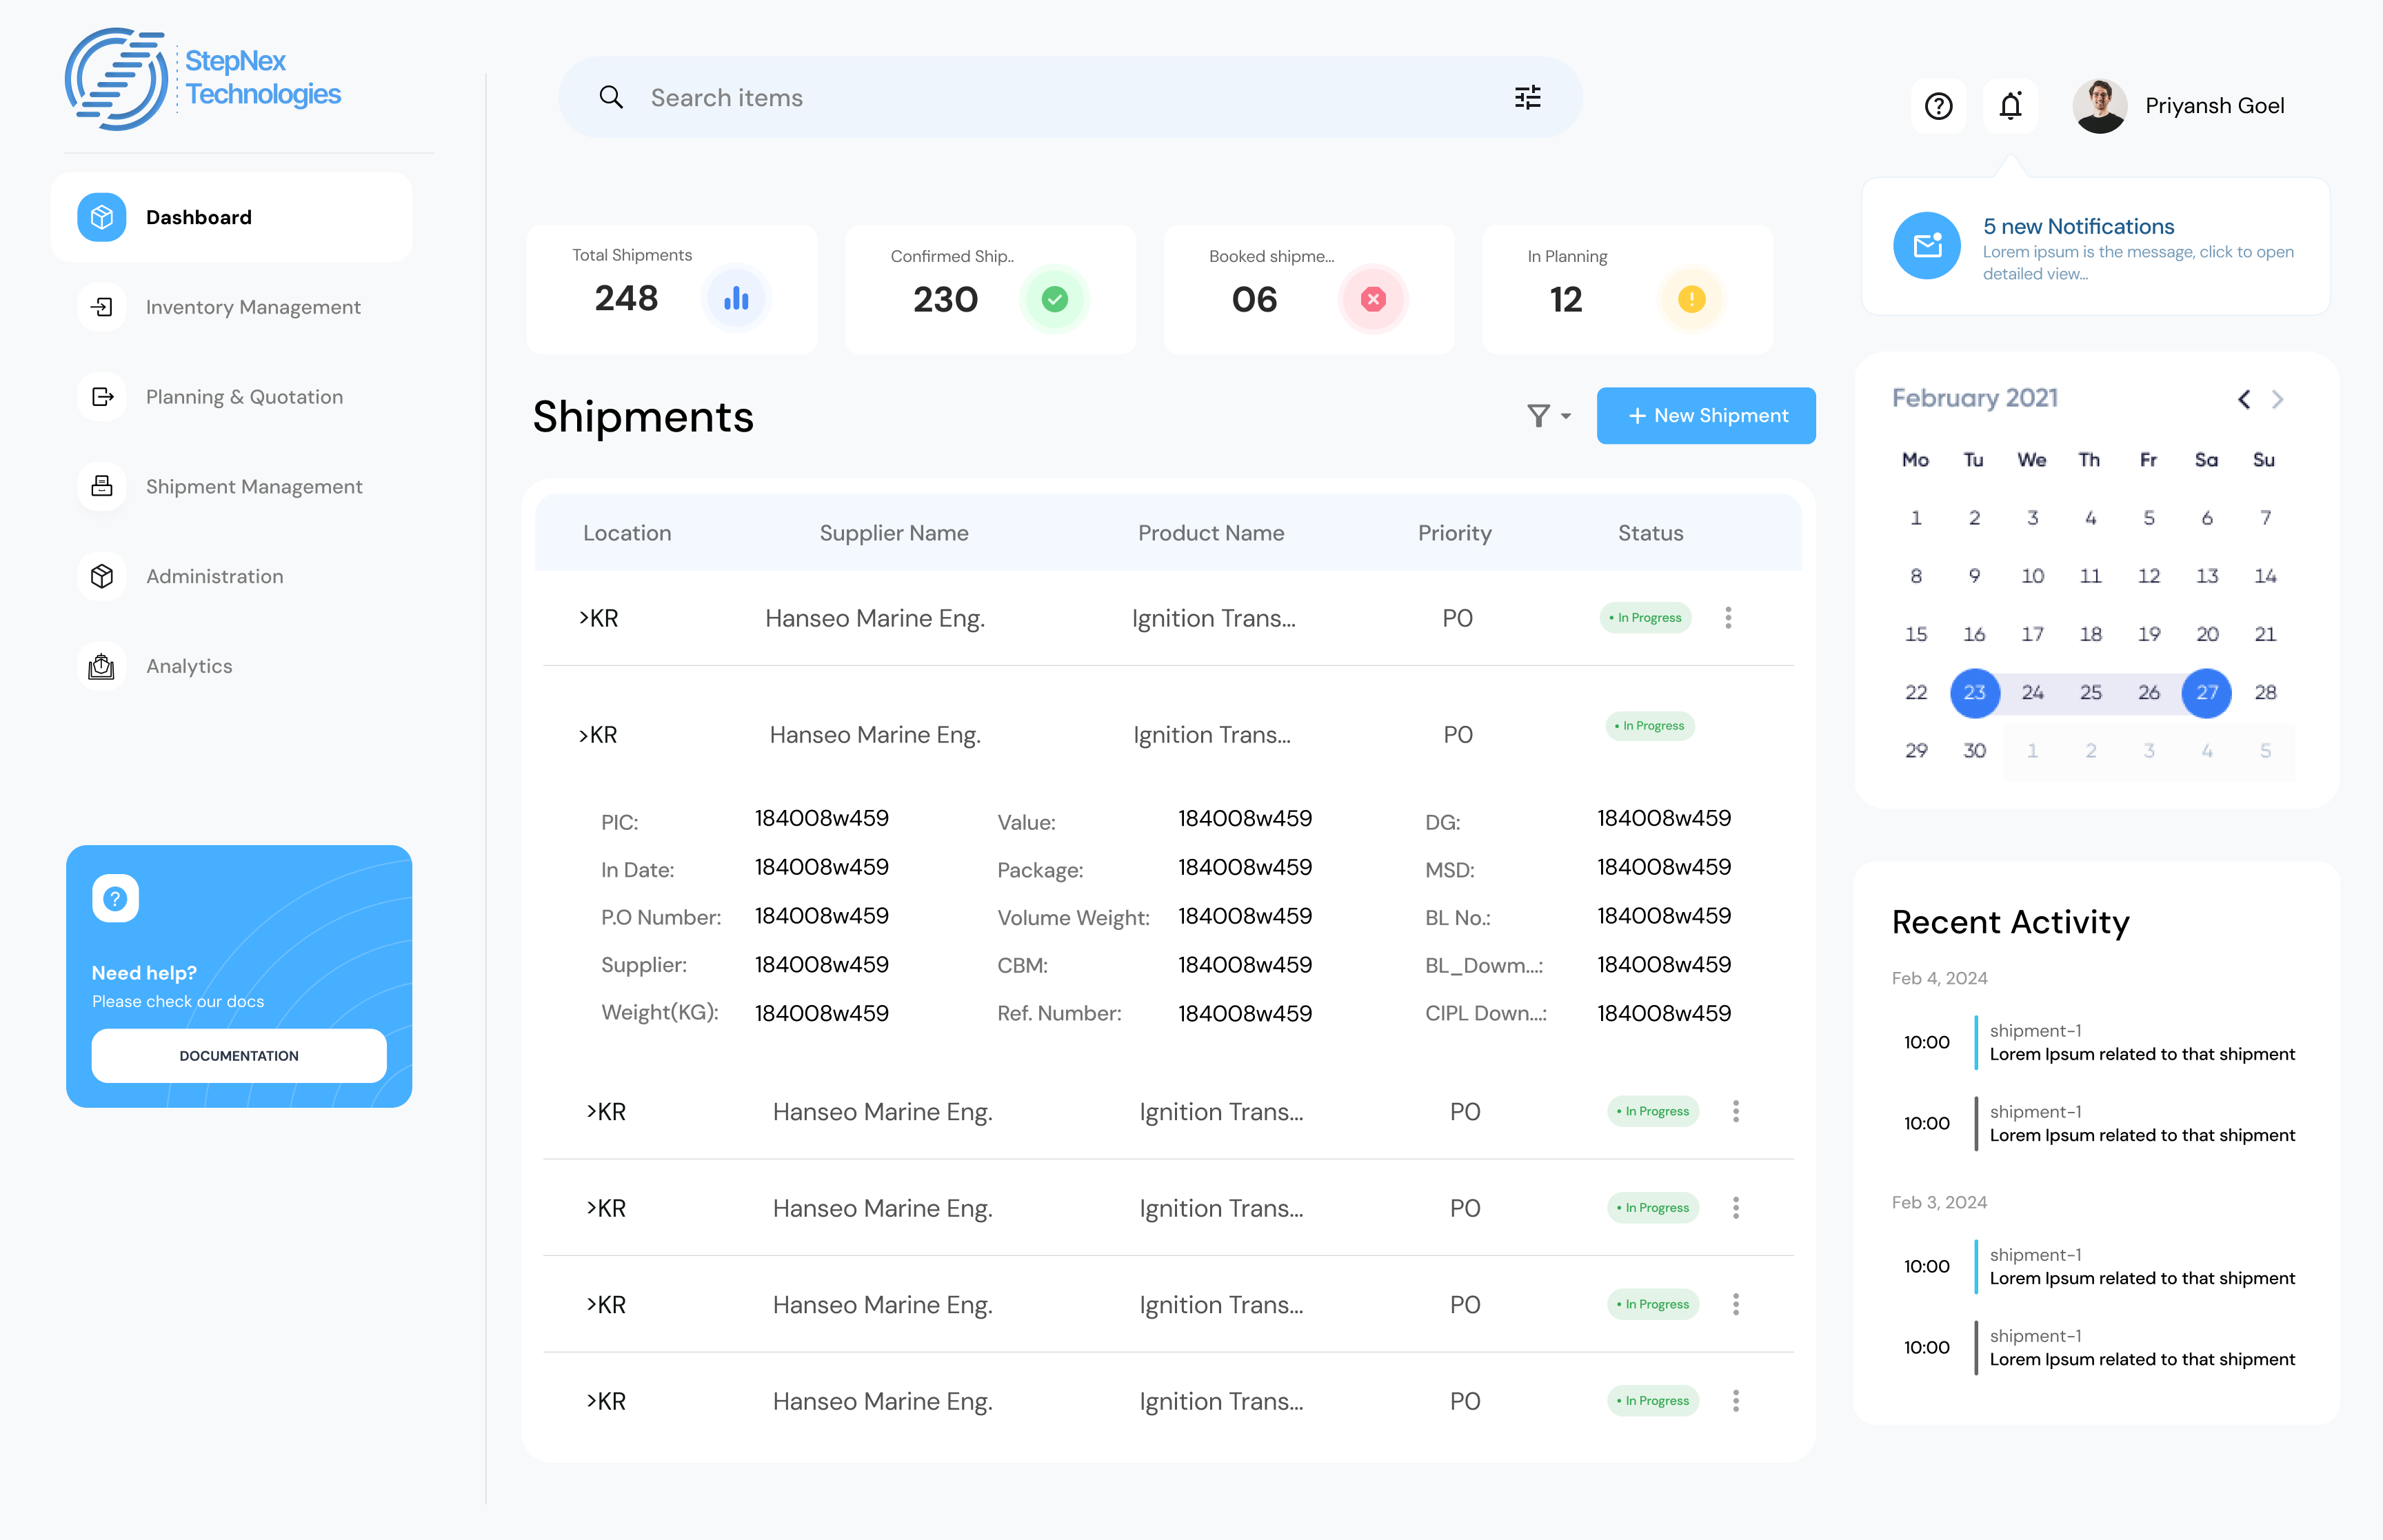 StepNex
Technologies
Dashboard
Inventory Management
Planning & Quotation
Shipment Management
Administration
Analytics
?
Need help?
Please check our docs
DOCUMENTATION
Search items
Total Shipments
248
Confirmed Ship..
230
Booked shipme...
06
In Planning
12
Shipments
+ New Shipment
Location Supplier Name Product Name Priority Status
>KR Hanseo Marine Eng. Ignition Trans... P0 • In Progress
>KR Hanseo Marine Eng. Ignition Trans... P0 • In Progress
PIC: 184008w459 Value: 184008w459 DG: 184008w459
In Date: 184008w459 Package: 184008w459 MSD: 184008w459
P.O Number: 184008w459 Volume Weight: 184008w459 BL No.: 184008w459
Supplier: 184008w459 CBM: 184008w459 BL_Dowm...: 184008w459
Weight(KG): 184008w459 Ref. Number: 184008w459 CIPL Down...: 184008w459
>KR Hanseo Marine Eng. Ignition Trans... P0 • In Progress
>KR Hanseo Marine Eng. Ignition Trans... P0 • In Progress
>KR Hanseo Marine Eng. Ignition Trans... P0 • In Progress
>KR Hanseo Marine Eng. Ignition Trans... P0 • In Progress
Priyansh Goel
5 new Notifications
Lorem ipsum is the message, click to open
detailed view...
February 2021
Mo Tu We Th Fr Sa Su
1 2 3 4 5 6 7
8 9 10 11 12 13 14
15 16 17 18 19 20 21
22 23 24 25 26 27 28
29 30 1 2 3 4 5
Recent Activity
Feb 4, 2024
10:00
shipment-1
Lorem Ipsum related to that shipment
10:00
shipment-1
Lorem Ipsum related to that shipment
Feb 3, 2024
10:00
shipment-1
Lorem Ipsum related to that shipment
10:00
shipment-1
Lorem Ipsum related to that shipment